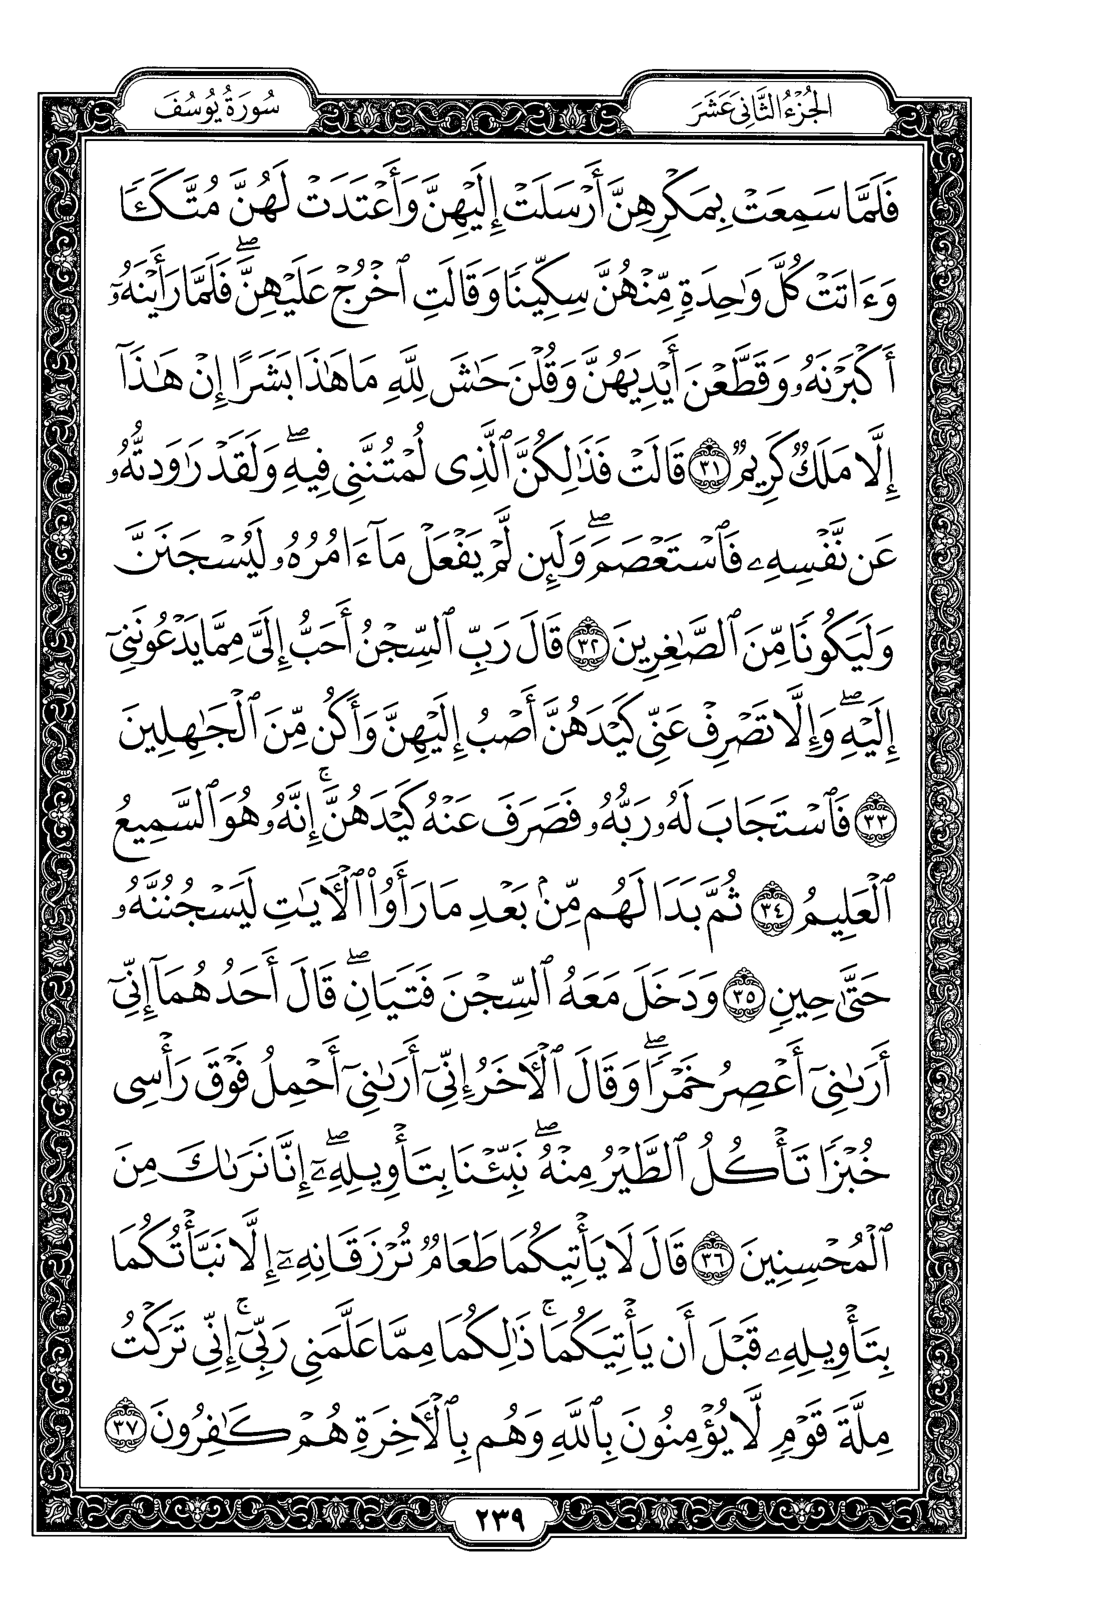 الجُزْءُ الثَّانِي عَشَرَ
سُورَةُ يُوسُفَ
فَلَمَّا سَمِعَتْ بِمَكْرِهِنَّ أَرْسَلَتْ إِلَيْهِنَّ وَأَعْتَدَتْ لَهُنَّ مُتَّكَـًٔا
وَءَاتَتْ كُلَّ وَٰحِدَةٍ مِّنْهُنَّ سِكِّينًا وَقَالَتِ ٱخْرُجْ عَلَيْهِنَّ ۖ فَلَمَّا رَأَيْنَهُۥٓ
أَكْبَرْنَهُۥ وَقَطَّعْنَ أَيْدِيَهُنَّ وَقُلْنَ حَٰشَ لِلَّهِ مَا هَٰذَا بَشَرًا إِنْ هَٰذَآ
إِلَّا مَلَكٌ كَرِيمٌ ٣١ قَالَتْ فَذَٰلِكُنَّ ٱلَّذِى لُمْتُنَّنِى فِيهِ ۖ وَلَقَدْ رَٰوَدتُّهُۥ
عَن نَّفْسِهِۦ فَٱسْتَعْصَمَ ۖ وَلَئِن لَّمْ يَفْعَلْ مَآ ءَامُرُهُۥ لَيُسْجَنَنَّ
وَلَيَكُونًا مِّنَ ٱلصَّٰغِرِينَ ٣٢ قَالَ رَبِّ ٱلسِّجْنُ أَحَبُّ إِلَىَّ مِمَّا يَدْعُونَنِىٓ
إِلَيْهِ ۖ وَإِلَّا تَصْرِفْ عَنِّى كَيْدَهُنَّ أَصْبُ إِلَيْهِنَّ وَأَكُن مِّنَ ٱلْجَٰهِلِينَ
٣٣ فَٱسْتَجَابَ لَهُۥ رَبُّهُۥ فَصَرَفَ عَنْهُ كَيْدَهُنَّ ۚ إِنَّهُۥ هُوَ ٱلسَّمِيعُ
ٱلْعَلِيمُ ٣٤ ثُمَّ بَدَا لَهُم مِّنۢ بَعْدِ مَا رَأَوُا۟ ٱلْـَٔايَٰتِ لَيَسْجُنُنَّهُۥ
حَتَّىٰ حِينٍ ٣٥ وَدَخَلَ مَعَهُ ٱلسِّجْنَ فَتَيَانِ ۖ قَالَ أَحَدُهُمَآ إِنِّىٓ
أَرَىٰنِىٓ أَعْصِرُ خَمْرًا ۖ وَقَالَ ٱلْـَٔاخَرُ إِنِّىٓ أَرَىٰنِىٓ أَحْمِلُ فَوْقَ رَأْسِى
خُبْزًا تَأْكُلُ ٱلطَّيْرُ مِنْهُ ۖ نَبِّئْنَا بِتَأْوِيلِهِۦٓ ۖ إِنَّا نَرَىٰكَ مِنَ
ٱلْمُحْسِنِينَ ٣٦ قَالَ لَا يَأْتِيكُمَا طَعَامٌ تُرْزَقَانِهِۦٓ إِلَّا نَبَّأْتُكُمَا
بِتَأْوِيلِهِۦ قَبْلَ أَن يَأْتِيَكُمَا ۚ ذَٰلِكُمَا مِمَّا عَلَّمَنِى رَبِّىٓ ۚ إِنِّى تَرَكْتُ
مِلَّةَ قَوْمٍ لَّا يُؤْمِنُونَ بِٱللَّهِ وَهُم بِٱلْـَٔاخِرَةِ هُمْ كَٰفِرُونَ ٣٧
٢٣٩